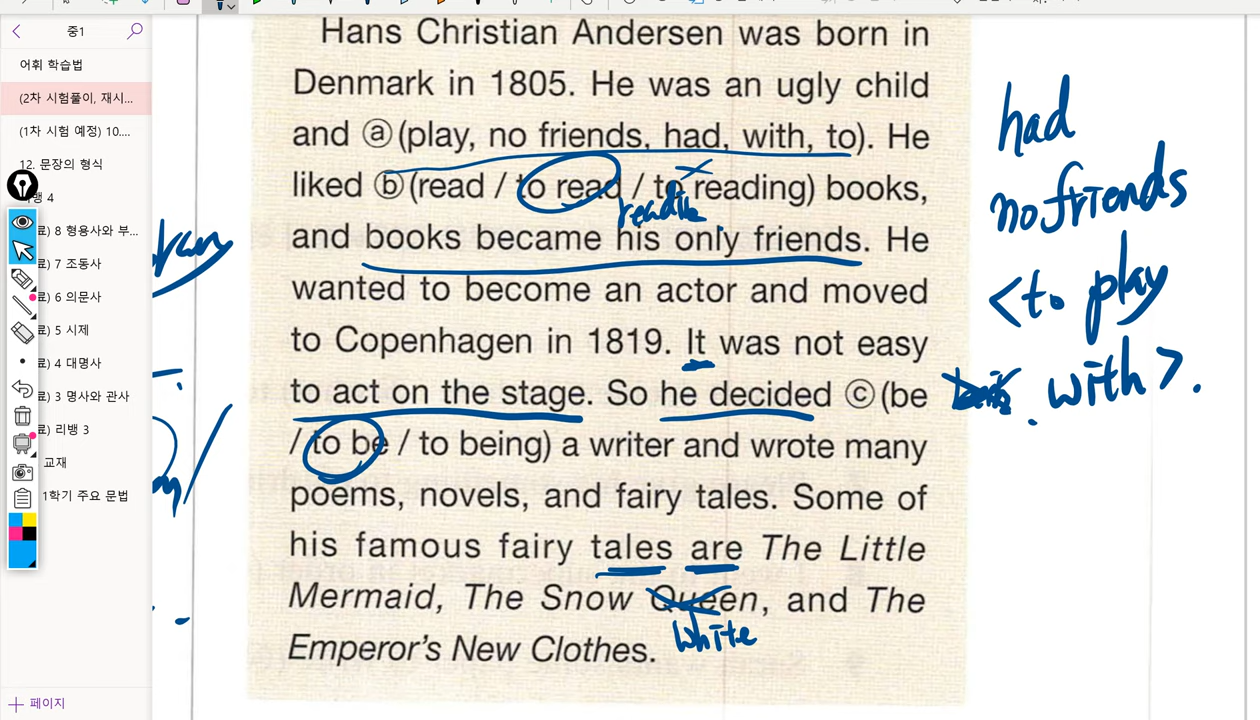 중1
어휘 학습법
(2차 시험풀이, 재시...
(1차 시험 예정) 10....
12. 문장의 형식
뱅 4
료) 8 형용사와 부...
료) 7 조동사
료) 6 의문사
료) 5 시제
료) 4 대명사
료) 3 명사와 관사
료) 리뱅 3
교재
1학기 주요 문법
페이지
Hans Christian Andersen was born in
Denmark in 1805. He was an ugly child
and ⓐ(play, no friends, had, with, to). He
liked ⓑ(read / to read / to reading) books,
and books became his only friends. He
wanted to become an actor and moved
to Copenhagen in 1819. It was not easy
to act on the stage. So he decided ⓒ(be
/ to be / to being) a writer and wrote many
poems, novels, and fairy tales. Some of
his famous fairy tales are The Little
Mermaid, The Snow Queen, and The
Emperor's New Clothes.
white
had
no friends
<to play
with>.